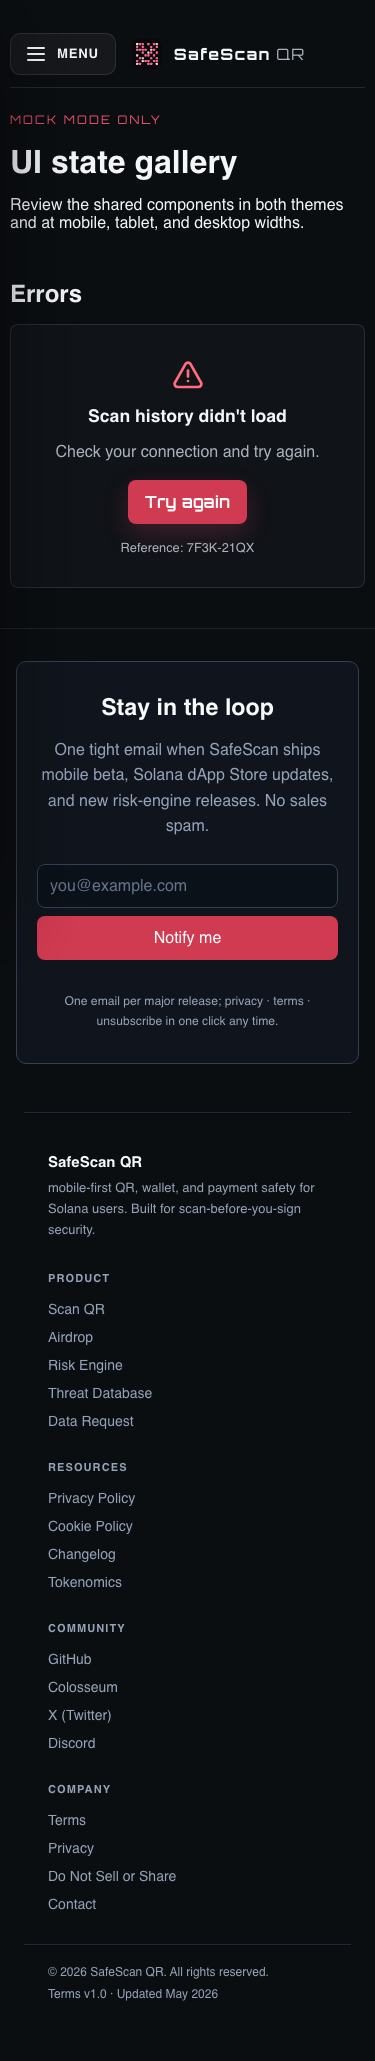 MENU
SafeScan QR
MOCK MODE ONLY
UI state gallery
Review the shared components in both themes
and at mobile, tablet, and desktop widths.
Errors
Scan history didn't load
Check your connection and try again.
Try again
Reference: 7F3K-21QX
Stay in the loop
One tight email when SafeScan ships
mobile beta, Solana dApp Store updates,
and new risk-engine releases. No sales
spam.
you@example.com
Notify me
One email per major release; privacy · terms ·
unsubscribe in one click any time.
SafeScan QR
mobile-first QR, wallet, and payment safety for
Solana users. Built for scan-before-you-sign
security.
PRODUCT
Scan QR
Airdrop
Risk Engine
Threat Database
Data Request
RESOURCES
Privacy Policy
Cookie Policy
Changelog
Tokenomics
COMMUNITY
GitHub
Colosseum
X (Twitter)
Discord
COMPANY
Terms
Privacy
Do Not Sell or Share
Contact
© 2026 SafeScan QR. All rights reserved.
Terms v1.0 · Updated May 2026